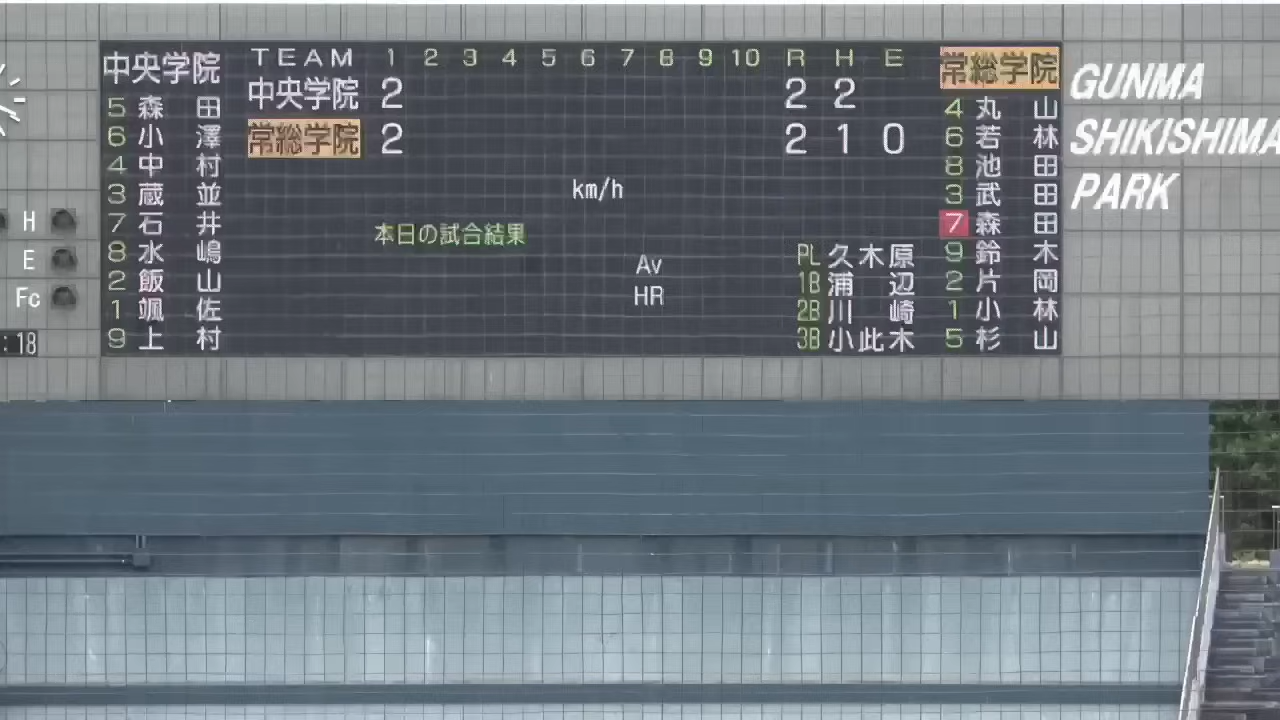 中央学院
5 森田
6 小澤
4 中村
3 蔵並
7 石井
8 水嶋
2 飯山
1 颯佐
9 上村
TEAM 1 2 3 4 5 6 7 8 9 10 R H E
中央学院 2 2 2
常総学院 2 2 1 0
km/h
本日の試合結果
Av
HR
PL 久木原
1B 浦辺
2B 川崎
3B 小此木
常総学院
4 丸山
6 若林
8 池田
3 武田
7 森田
9 鈴木
2 片岡
1 小林
5 杉山
GUNMA
SHIKISHIMA
PARK
H
E
Fc
:18